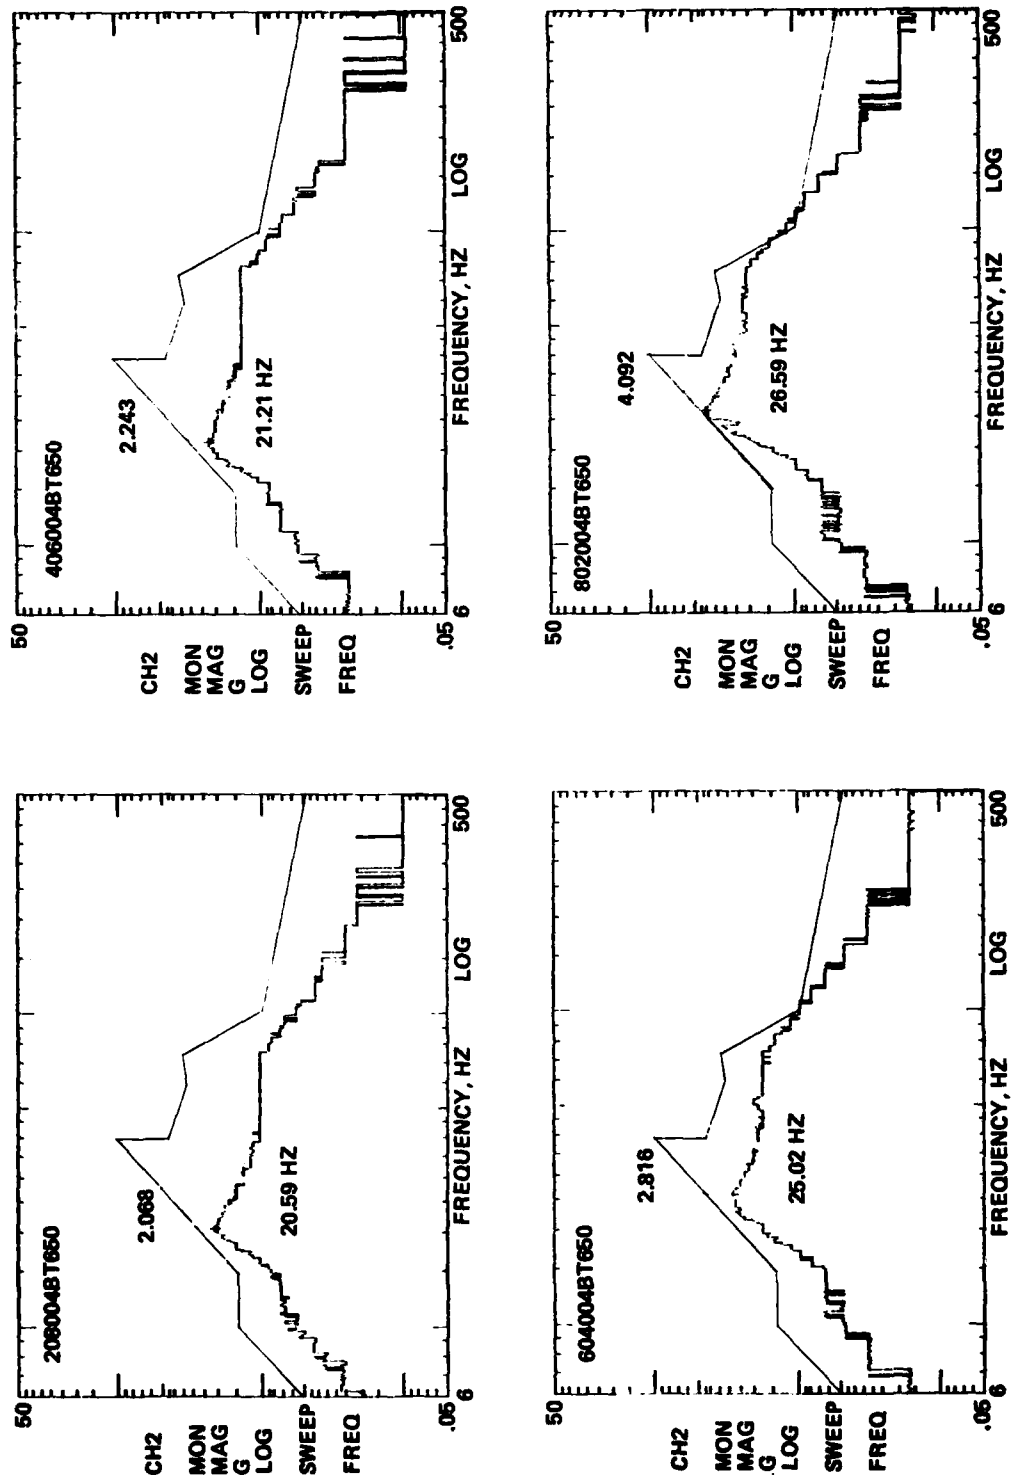 50
208004BT650
CH2
MON
MAG
G
LOG
SWEEP
FREQ
2.068
20.59 HZ
.05
6
FREQUENCY, HZ
LOG
500
50
406004BT650
CH2
MON
MAG
G
LOG
SWEEP
FREQ
2.243
21.21 HZ
.05
6
FREQUENCY, HZ
LOG
500
50
604004BT650
CH2
MON
MAG
G
LOG
SWEEP
FREQ
2.816
25.02 HZ
.05
6
FREQUENCY, HZ
LOG
500
50
802004BT650
CH2
MON
MAG
G
LOG
SWEEP
FREQ
4.092
26.59 HZ
.05
6
FREQUENCY, HZ
LOG
500